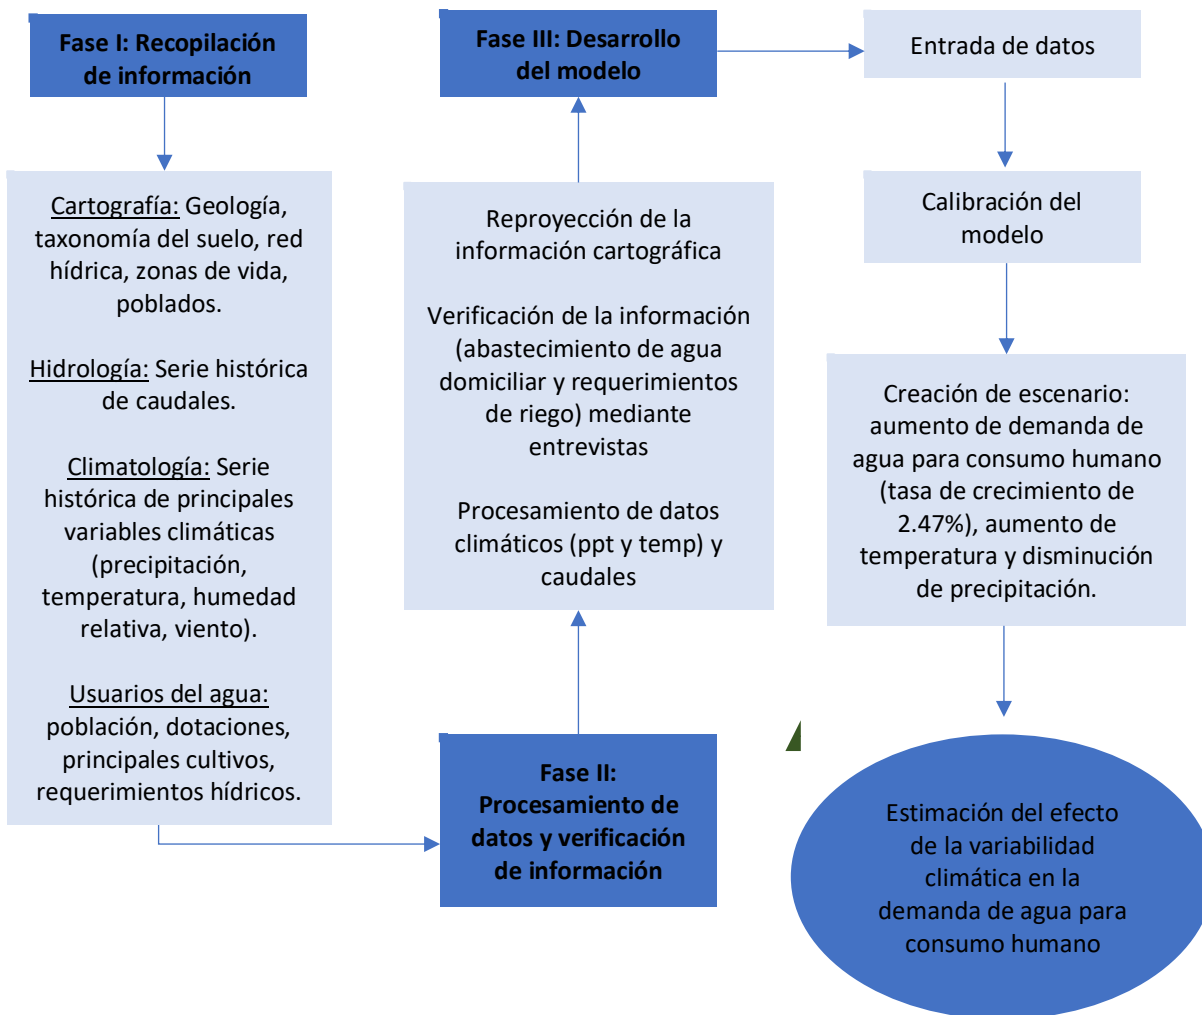 Fase I: Recopilación
de información
Cartografía: Geología,
taxonomía del suelo, red
hídrica, zonas de vida,
poblados.
Hidrología: Serie histórica
de caudales.
Climatología: Serie
histórica de principales
variables climáticas
(precipitación,
temperatura, humedad
relativa, viento).
Usuarios del agua:
población, dotaciones,
principales cultivos,
requerimientos hídricos.
Fase II:
Procesamiento de
datos y verificación
de información
Reproyección de la
información cartográfica
Verificación de la información
(abastecimiento de agua
domiciliar y requerimientos
de riego) mediante
entrevistas
Procesamiento de datos
climáticos (ppt y temp) y
caudales
Fase III: Desarrollo
del modelo
Entrada de datos
Calibración del
modelo
Creación de escenario:
aumento de demanda de
agua para consumo humano
(tasa de crecimiento de
2.47%), aumento de
temperatura y disminución
de precipitación.
Estimación del efecto
de la variabilidad
climática en la
demanda de agua para
consumo humano